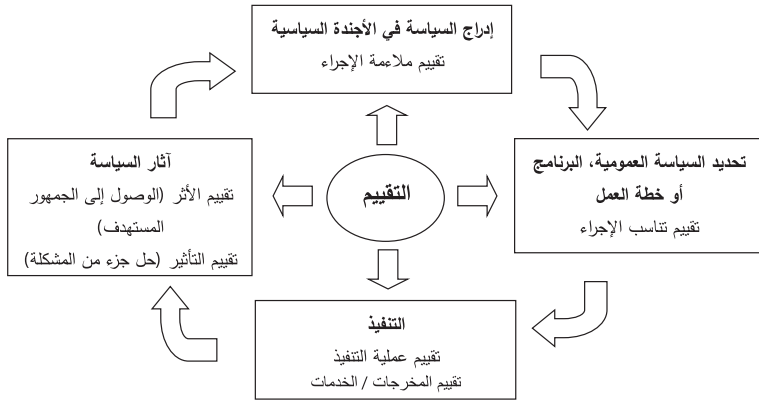 إدراج السياسة في الأجندة السياسية
تقييم ملاءمة الإجراء
تحديد السياسة العمومية، البرنامج
أو خطة العمل
تقييم تناسب الإجراء
التقييم
آثار السياسة
تقييم الأثر (الوصول إلى الجمهور
المستهدف)
تقييم التأثير (حل جزء من المشكلة)
التنفيذ
تقييم عملية التنفيذ
تقييم المخرجات / الخدمات